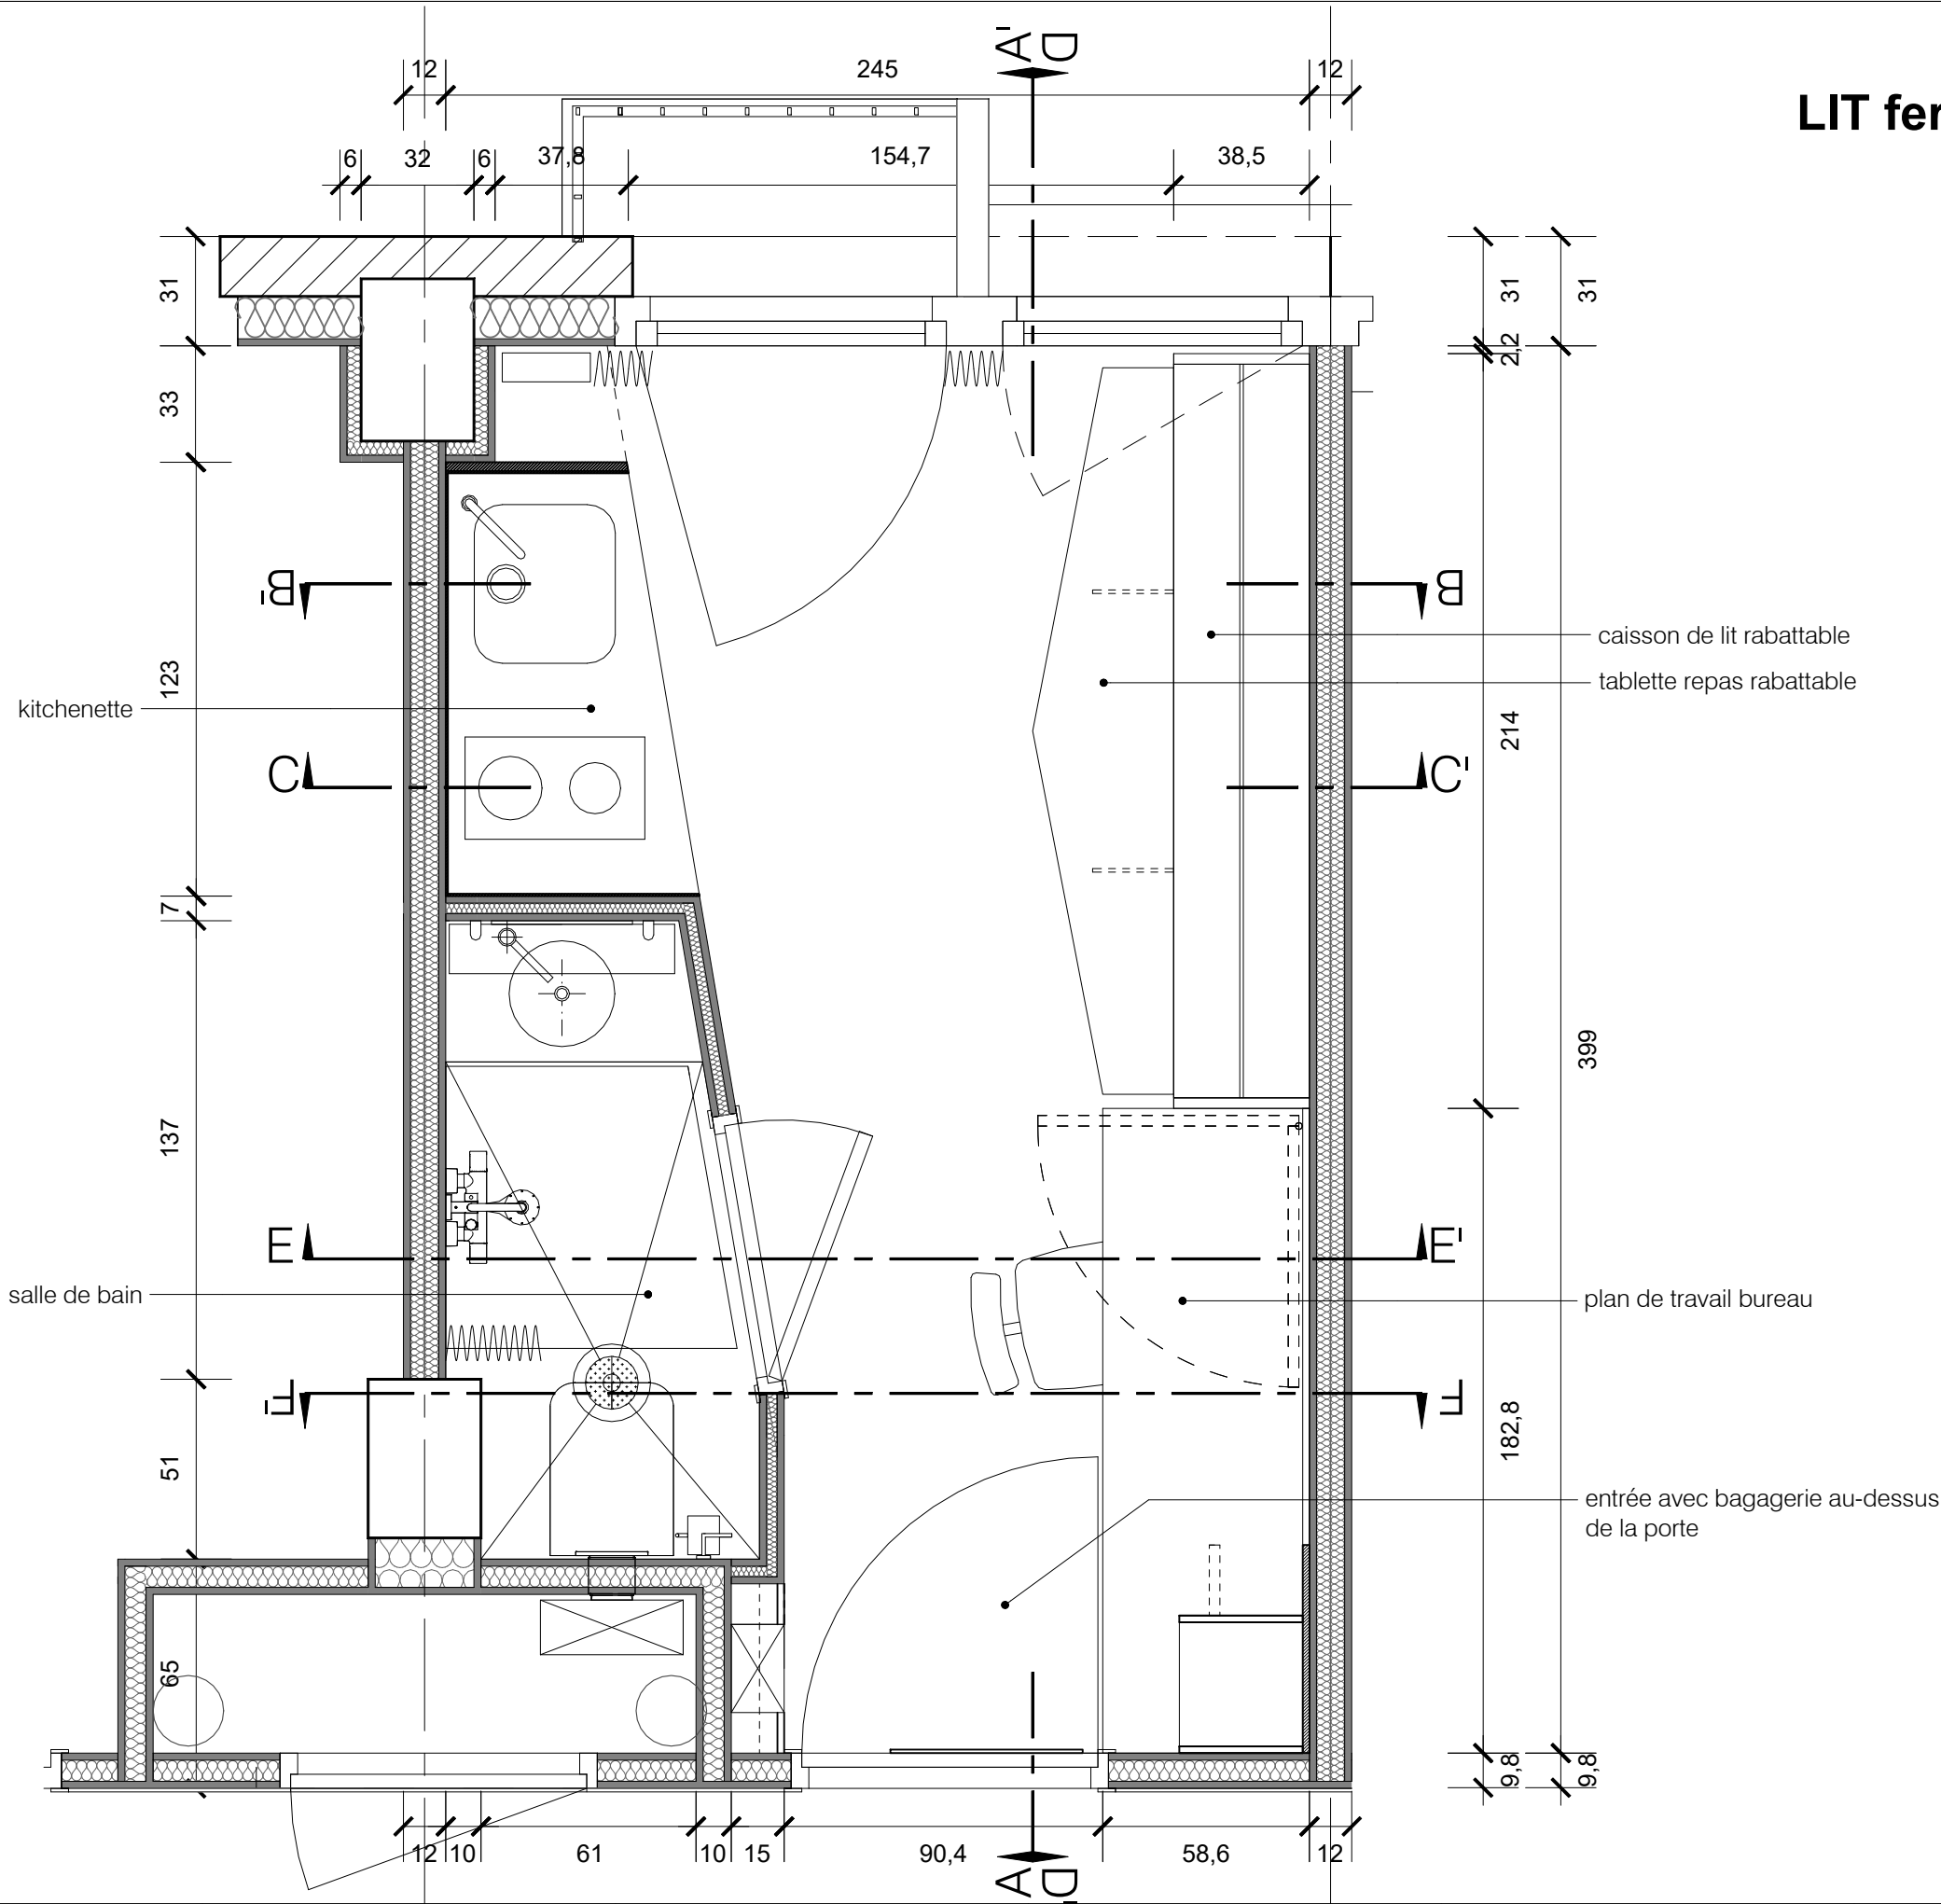 A' D
12 245 12
LIT fer
6 32 6 37,8 154,7 38,5
31 31 31
2,2
33
B' B
caisson de lit rabattable
tablette repas rabattable
123
kitchenette
214
C C'
7
399
137
E E'
salle de bain
plan de travail bureau
F' F
182,8
51
entrée avec bagagerie au-dessus
de la porte
65
9,8 9,8
12 10 61 10 15 90,4 58,6 12
A D'